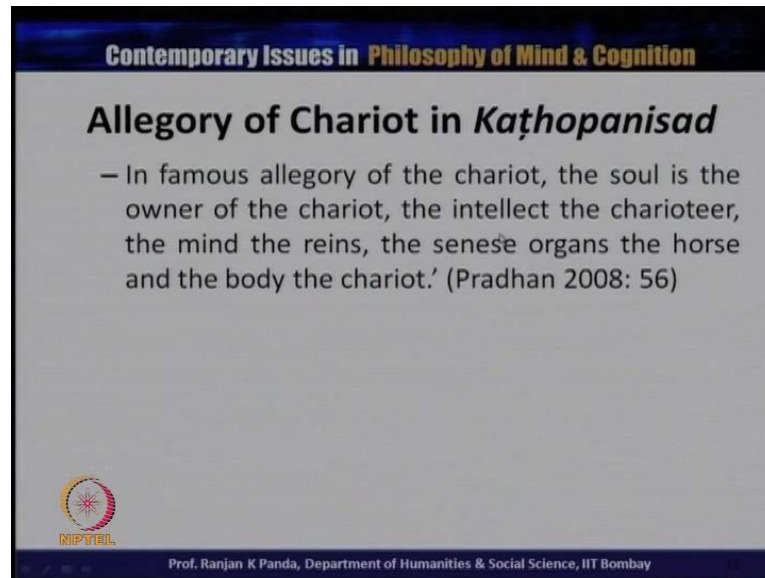 Contemporary Issues in Philosophy of Mind & Cognition
Allegory of Chariot in Kaṭhopanisad
– In famous allegory of the chariot, the soul is the
owner of the chariot, the intellect the charioteer,
the mind the reins, the senese organs the horse
and the body the chariot.’ (Pradhan 2008: 56)
NPTEL
Prof. Ranjan K Panda, Department of Humanities & Social Science, IIT Bombay